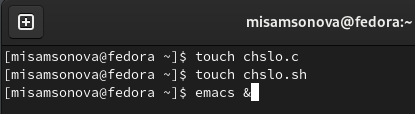 misamsonova@fedora:~
[misamsonova@fedora ~]$ touch chslo.c
[misamsonova@fedora ~]$ touch chslo.sh
[misamsonova@fedora ~]$ emacs &